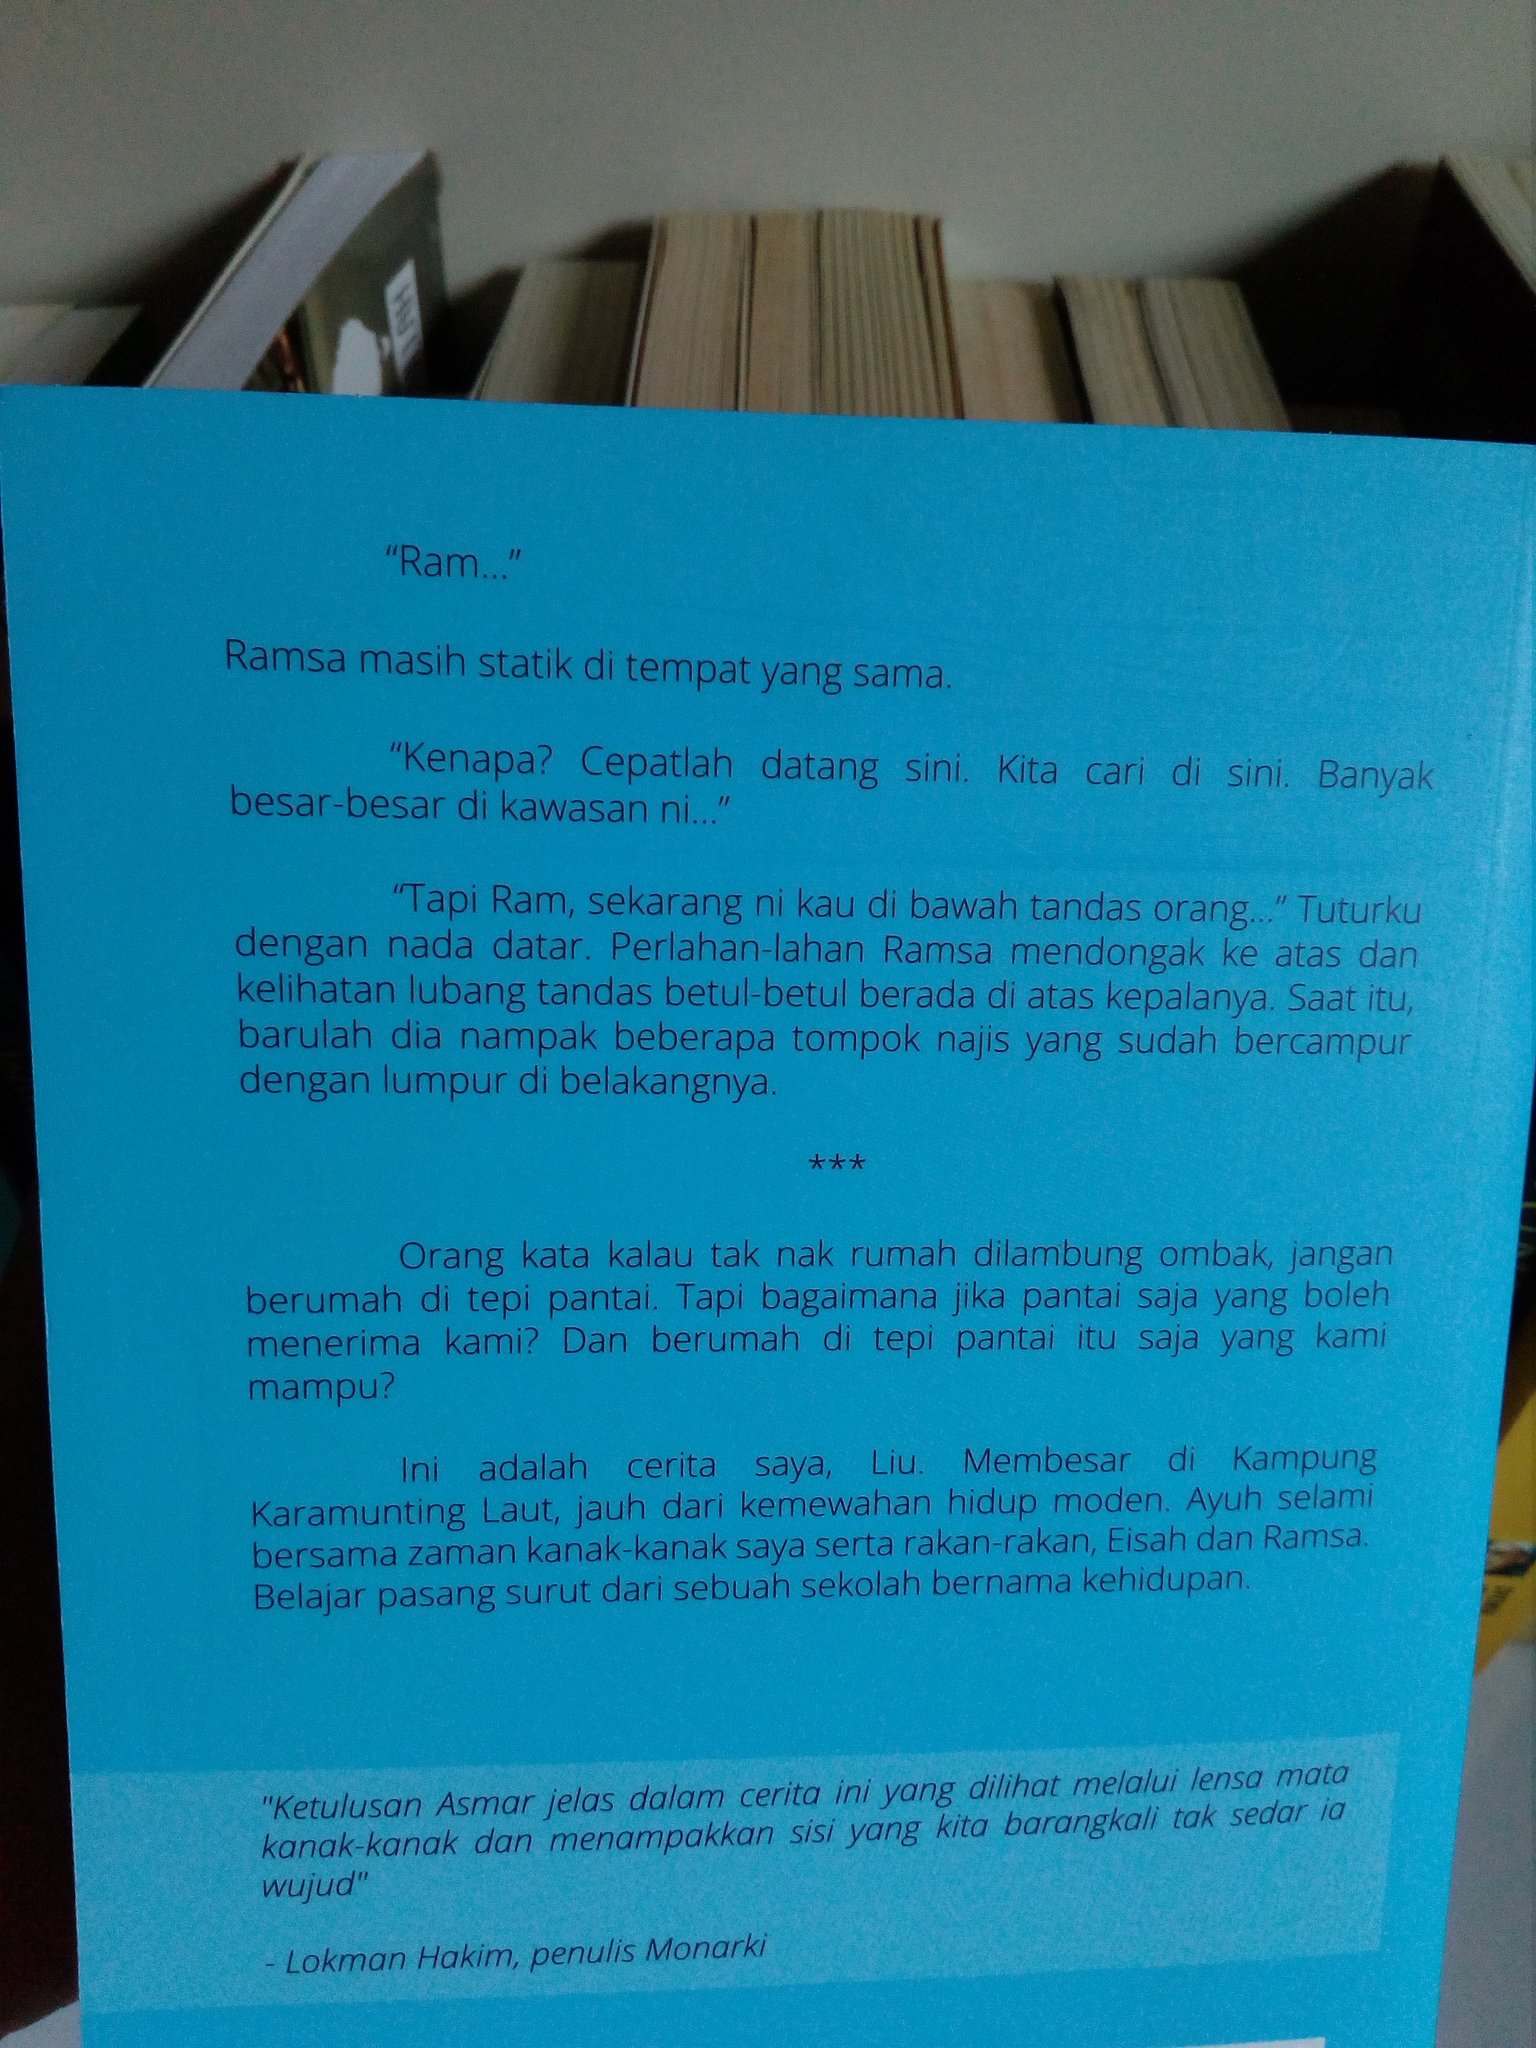 “Ram...”
Ramsa masih statik di tempat yang sama.
“Kenapa? Cepatlah datang sini. Kita cari di sini. Banyak
besar-besar di kawasan ni...”
“Tapi Ram, sekarang ni kau di bawah tandas orang...” Tuturku
dengan nada datar. Perlahan-lahan Ramsa mendongak ke atas dan
kelihatan lubang tandas betul-betul berada di atas kepalanya. Saat itu,
barulah dia nampak beberapa tompok najis yang sudah bercampur
dengan lumpur di belakangnya.
***
Orang kata kalau tak nak rumah dilambung ombak, jangan
berumah di tepi pantai. Tapi bagaimana jika pantai saja yang boleh
menerima kami? Dan berumah di tepi pantai itu saja yang kami
mampu?
Ini adalah cerita saya, Liu. Membesar di Kampung
Karamunting Laut, jauh dari kemewahan hidup moden. Ayuh selami
bersama zaman kanak-kanak saya serta rakan-rakan, Eisah dan Ramsa.
Belajar pasang surut dari sebuah sekolah bernama kehidupan.
"Ketulusan Asmar jelas dalam cerita ini yang dilihat melalui lensa mata
kanak-kanak dan menampakkan sisi yang kita barangkali tak sedar ia
wujud"
- Lokman Hakim, penulis Monarki